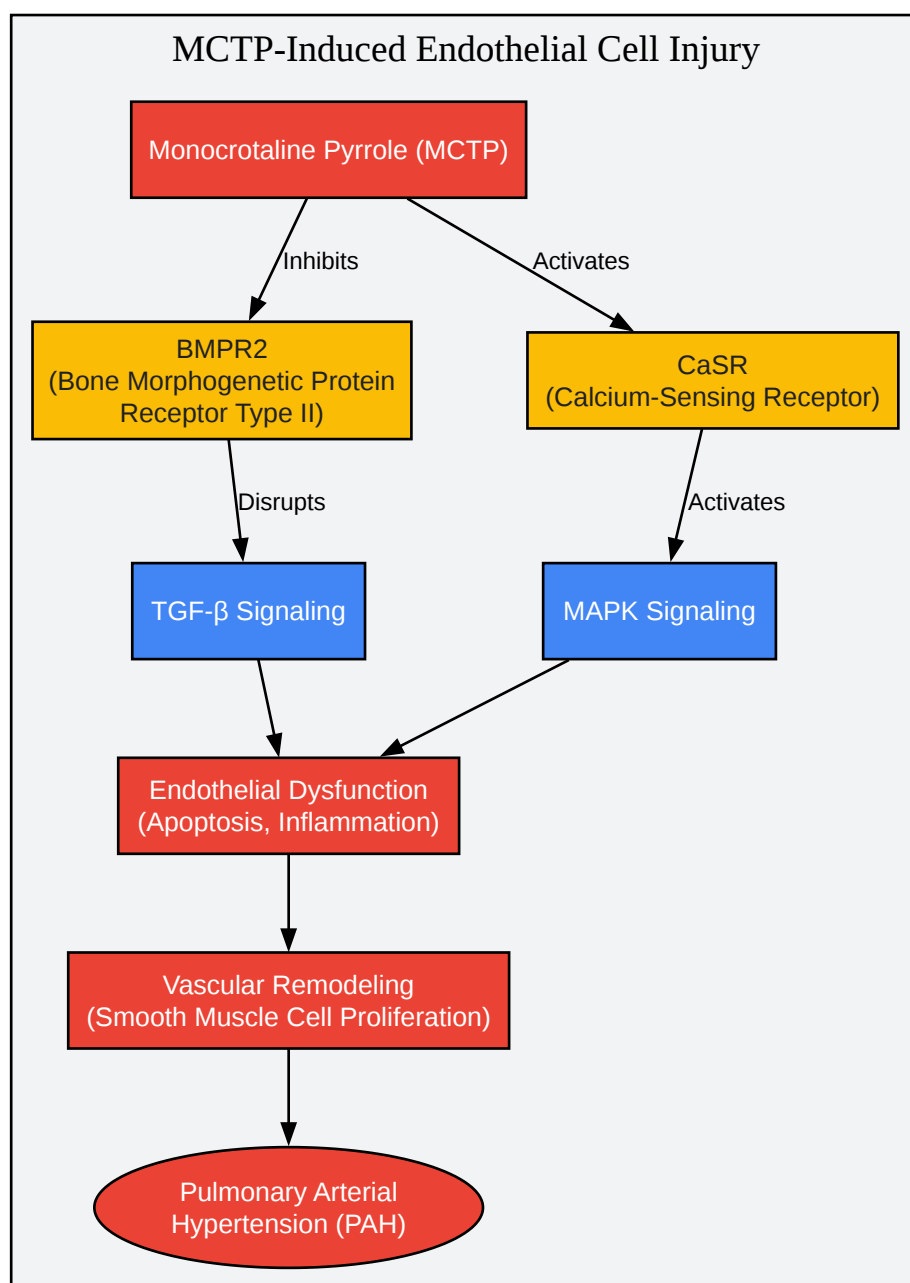 MCTP-Induced Endothelial Cell Injury
Monocrotaline Pyrrole (MCTP)
Inhibits
Activates
BMPR2
(Bone Morphogenetic Protein
Receptor Type II)
CaSR
(Calcium-Sensing Receptor)
Disrupts
Activates
TGF-β Signaling
MAPK Signaling
Endothelial Dysfunction
(Apoptosis, Inflammation)
Vascular Remodeling
(Smooth Muscle Cell Proliferation)
Pulmonary Arterial
Hypertension (PAH)